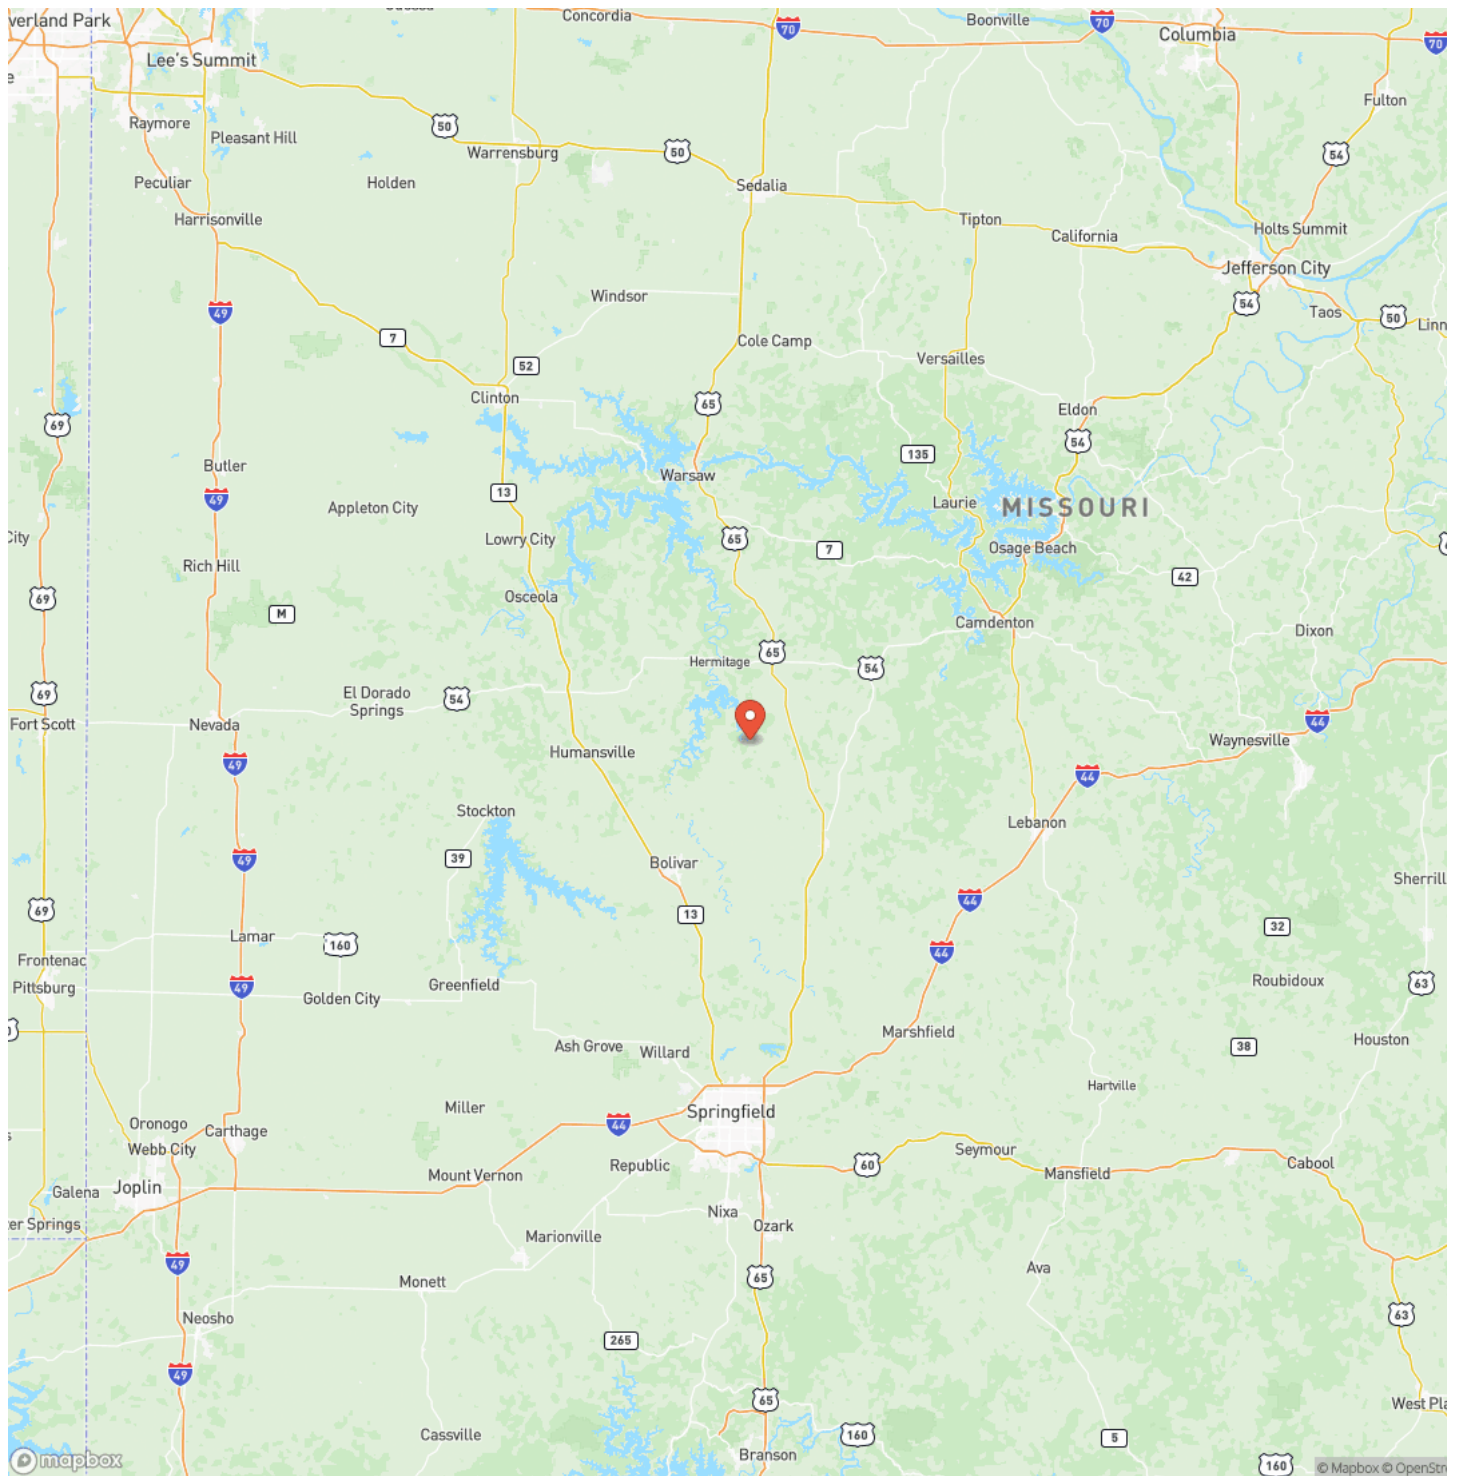 verland Park
Concordia
Boonville
Columbia
70
70
70
Lee's Summit
e
Fulton
Raymore
Pleasant Hill
50
Warrensburg
50
54
Peculiar
Holden
Sedalia
Harrisonville
Tipton
California
Holts Summit
Jefferson City
Windsor
54
49
Taos
50
Linn
7
Cole Camp
Versailles
52
Clinton
65
Eldon
69
54
135
Butler
Warsaw
49
13
Appleton City
Laurie
MISSOURI
City
Lowry City
65
7
Osage Beach
Rich Hill
42
69
Osceola
M
Camdenton
Dixon
Hermitage
65
54
69
El Dorado
Springs
54
Fort Scott
Nevada
44
Waynesville
Humansville
49
44
Stockton
Lebanon
39
49
Bolivar
Sherrill
69
13
44
Lamar
160
32
44
Frontenac
Pittsburg
49
Golden City
Greenfield
Roubidoux
63
Marshfield
Ash Grove
Willard
38
Houston
Hartville
Miller
Springfield
Oronogo
44
Carthage
Webb City
Seymour
Republic
60
Mount Vernon
Mansfield
Cabool
Joplin
Galena
Nixa
ter Springs
Ozark
Marionville
49
65
Ava
Monett
Neosho
63
265
49
65
West Pla
Cassville
160
5
Branson
mapbox
160
© Mapbox © OpenStre